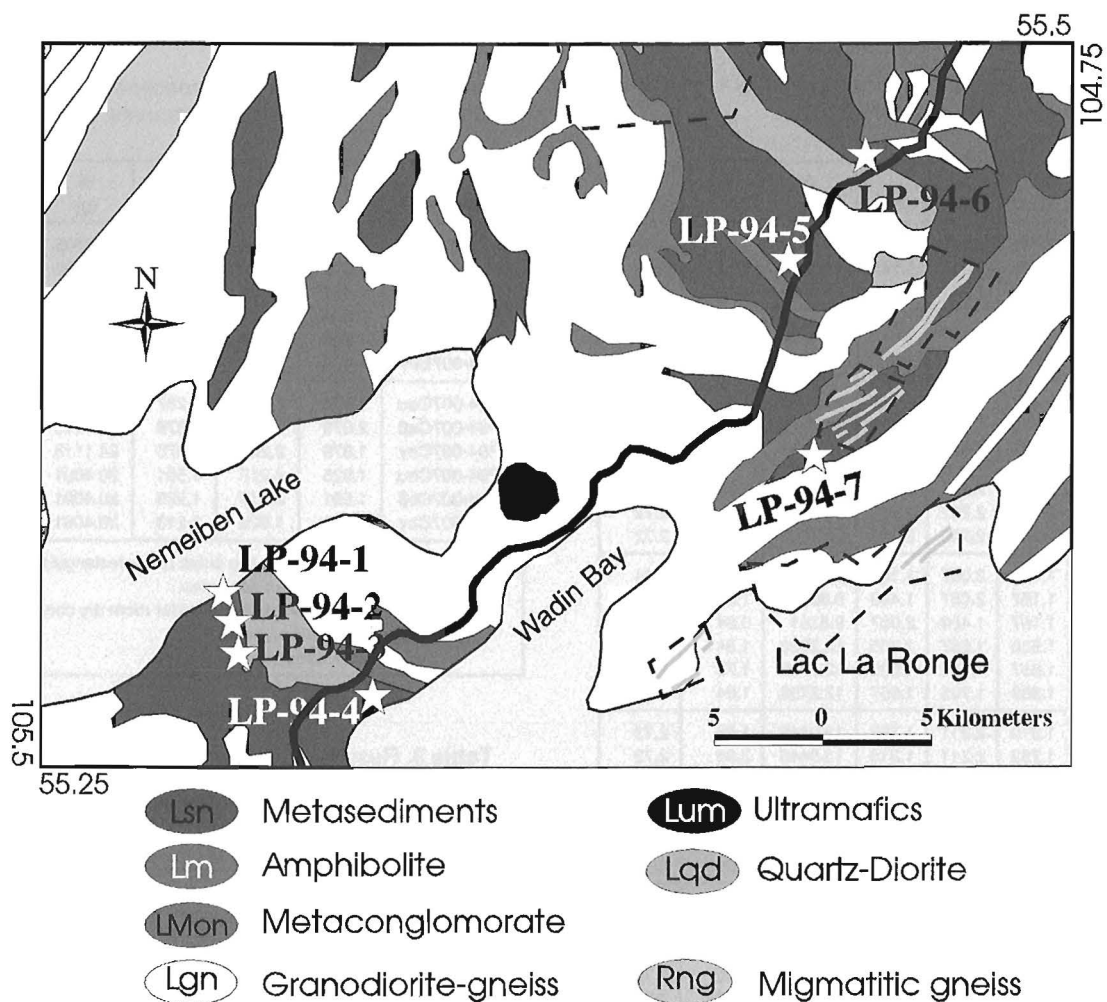 55.5
104.75
LP-94-6
LP-94-5
N
LP-94-7
Nemeiben Lake
LP-94-1
LP-94-2
LP-94-3
Wadin Bay
Lac La Ronge
LP-94-4
5 0 5 Kilometers
105.5
55.25
Lsn Metasediments
Lum Ultramafics
Lm Amphibolite
Lqd Quartz-Diorite
LMon Metaconglomorate
Lgn Granodiorite-gneiss
Rng Migmatitic gneiss